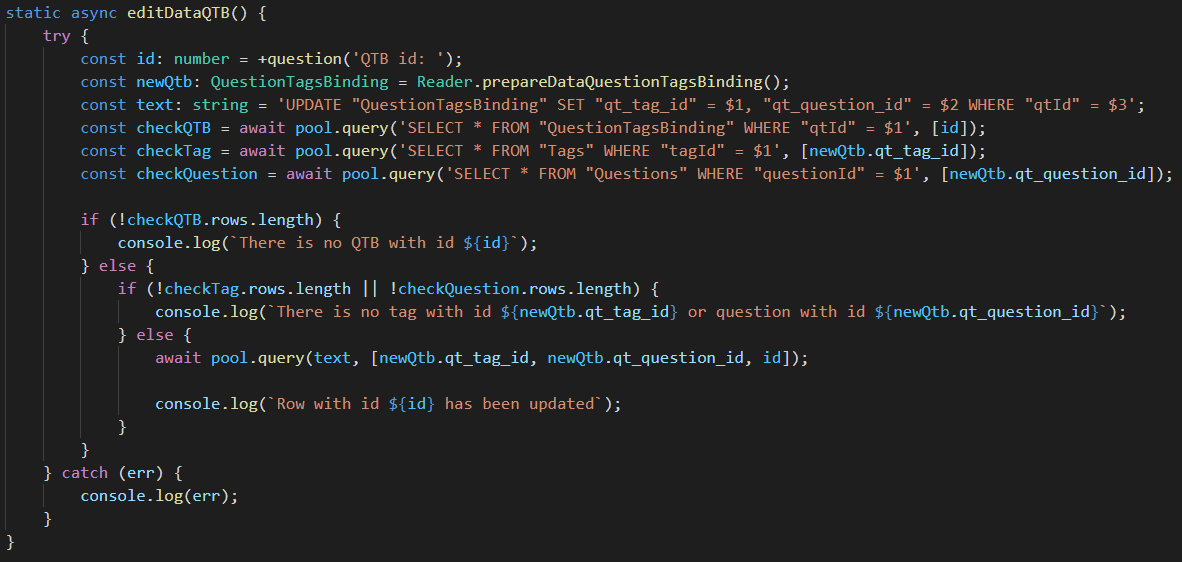 static async editDataQTB() {
    try {
        const id: number = +question('QTB id: ');
        const newQtb: QuestionTagsBinding = Reader.prepareDataQuestionTagsBinding();
        const text: string = 'UPDATE "QuestionTagsBinding" SET "qt_tag_id" = $1, "qt_question_id" = $2 WHERE "qtId" = $3';
        const checkQTB = await pool.query('SELECT * FROM "QuestionTagsBinding" WHERE "qtId" = $1', [id]);
        const checkTag = await pool.query('SELECT * FROM "Tags" WHERE "tagId" = $1', [newQtb.qt_tag_id]);
        const checkQuestion = await pool.query('SELECT * FROM "Questions" WHERE "questionId" = $1', [newQtb.qt_question_id]);

        if (!checkQTB.rows.length) {
            console.log(`There is no QTB with id ${id}`);
        } else {
            if (!checkTag.rows.length || !checkQuestion.rows.length) {
                console.log(`There is no tag with id ${newQtb.qt_tag_id} or question with id ${newQtb.qt_question_id}`);
            } else {
                await pool.query(text, [newQtb.qt_tag_id, newQtb.qt_question_id, id]);

                console.log(`Row with id ${id} has been updated`);
            }
        }
    } catch (err) {
        console.log(err);
    }
}